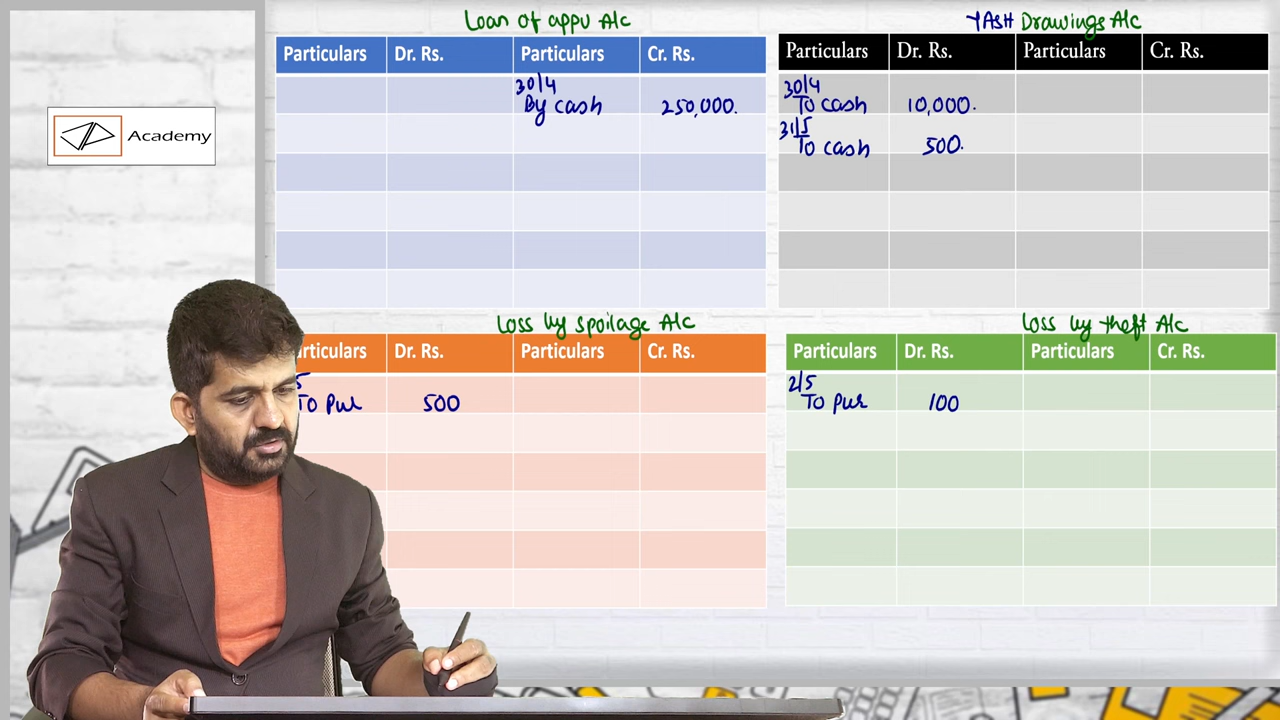 Loan of appu A/c
Particulars Dr. Rs. Particulars Cr. Rs.
30/4
By cash 250,000.
YASH Drawings A/c
Particulars Dr. Rs. Particulars Cr. Rs.
30/4
To cash 10,000.
31/5
To cash 500.
Academy
Loss by spoilage A/c
articulars Dr. Rs. Particulars Cr. Rs.
5
To Pur 500
Loss by theft A/c
Particulars Dr. Rs. Particulars Cr. Rs.
2/5
To Pur 100